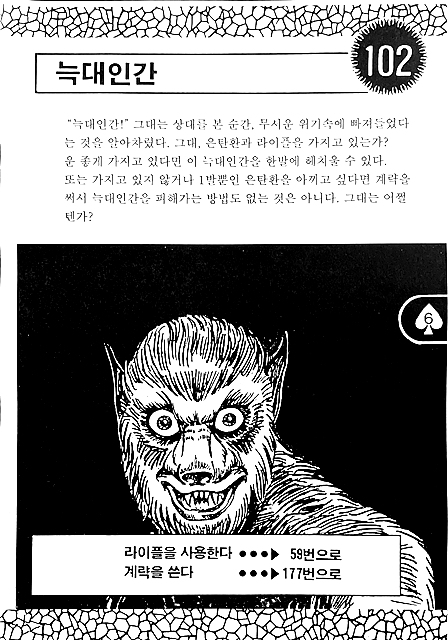 102
늑대인간
"늑대인간!" 그대는 상대를 본 순간, 무서운 위기속에 빠져들었다
는 것을 알아차렸다. 그대, 은탄환과 라이플을 가지고 있는가?
운 좋게 가지고 있다면 이 늑대인간을 한발에 해치울 수 있다.
또는 가지고 있지 않거나 1발뿐인 은탄환을 아끼고 싶다면 계략을
써서 늑대인간을 피해가는 방법도 없는 것은 아니다. 그대는 어쩔
텐가?
6
라이플을 사용한다 ●●●▶ 59번으로
계략을 쓴다 ●●●▶ 177번으로